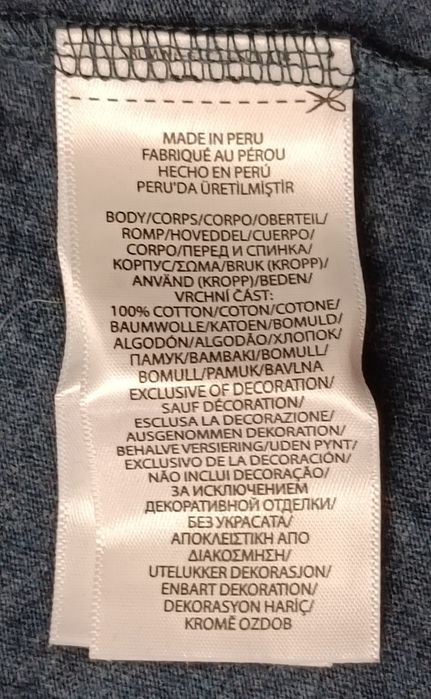 MADE IN PERU
FABRIQUÉ AU PÉROU
HECHO EN PERÚ
PERU'DA ÜRETİLMİŞTİR
BODY/CORPS/CORPO/OBERTEIL/
ROMP/HOVEDDEL/CUERPO/
CORPO/ПЕРЕД И СПИНКА/
КОРПУС/ΣΩΜΑ/BRUK (KROPP)/
ANVÄND (KROPP)/BEDEN/
VRCHNÍ ČÁST:
100% COTTON/COTON/COTONE/
BAUMWOLLE/KATOEN/BOMULD/
ALGODÓN/ALGODÃO/ХЛОПОК/
ПАМУК/ΒΑΜΒΑΚΙ/BOMULL/
BOMULL/PAMUK/BAVLNA
EXCLUSIVE OF DECORATION/
SAUF DÉCORATION/
ESCLUSA LA DECORAZIONE/
AUSGENOMMEN DEKORATION/
BEHALVE VERSIERING/UDEN PYNT/
EXCLUSIVO DE LA DECORACIÓN/
NÃO INCLUI DECORAÇÃO/
ЗА ИСКЛЮЧЕНИЕМ
ДЕКОРАТИВНОЙ ОТДЕЛКИ/
БЕЗ УКРАСАТА/
ΑΠΟΚΛΕΙΣΤΙΚΗ ΑΠΟ
ΔΙΑΚΟΣΜΗΣΗ/
UTELUKKER DEKORASJON/
ENBART DEKORATION/
DEKORASYON HARİÇ/
KROMĚ OZDOB